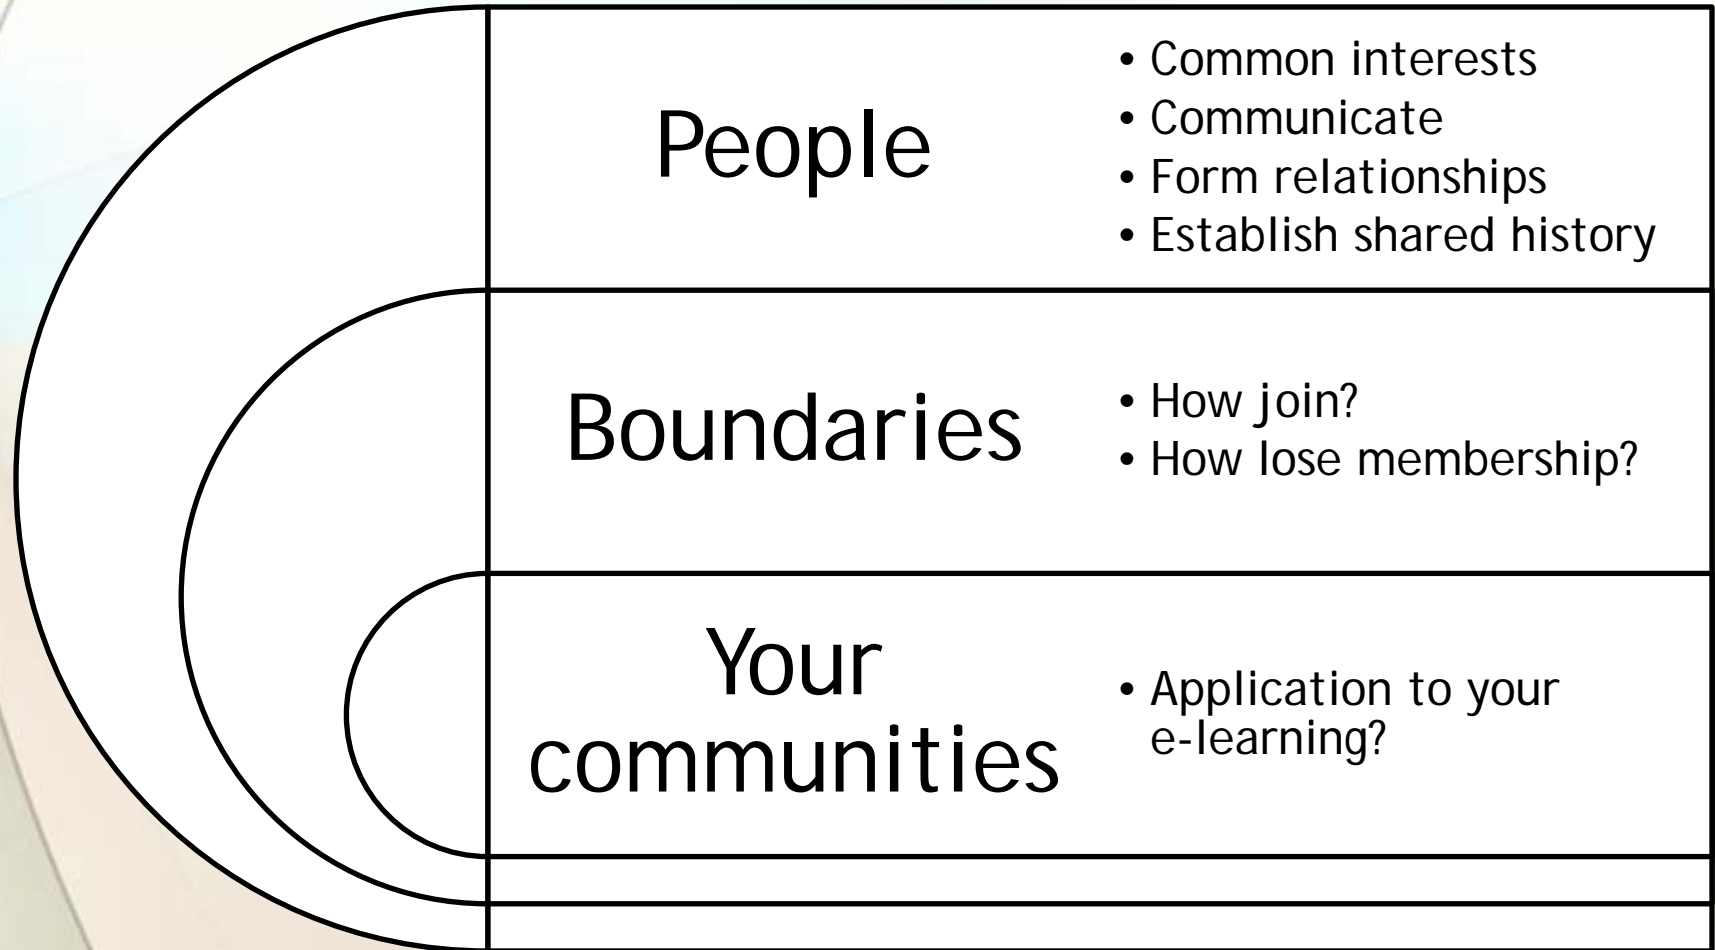 People
• Common interests
• Communicate
• Form relationships
• Establish shared history
Boundaries
• How join?
• How lose membership?
Your
communities
• Application to your
e-learning?